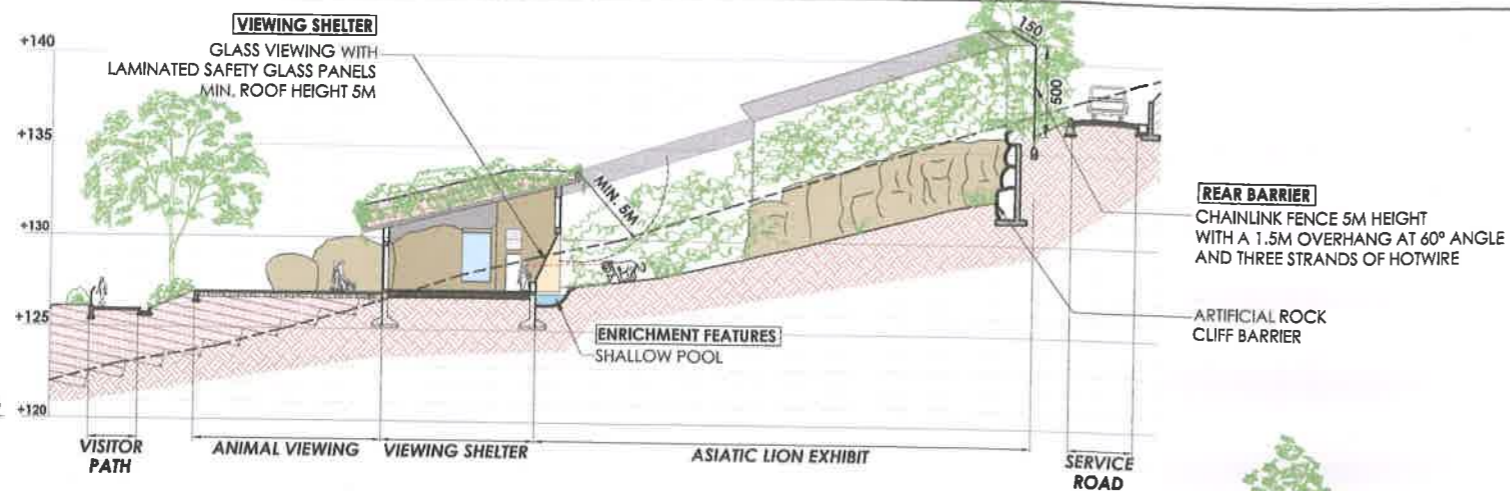 VIEWING SHELTER
GLASS VIEWING WITH
LAMINATED SAFETY GLASS PANELS
MIN. ROOF HEIGHT 5M
+140
+135
+130
+125
+120
MIN. 5M
150
500
REAR BARRIER
CHAINLINK FENCE 5M HEIGHT
WITH A 1.5M OVERHANG AT 60° ANGLE
AND THREE STRANDS OF HOTWIRE
ARTIFICIAL ROCK
CLIFF BARRIER
ENRICHMENT FEATURES
SHALLOW POOL
VISITOR
PATH
ANIMAL VIEWING
VIEWING SHELTER
ASIATIC LION EXHIBIT
SERVICE
ROAD